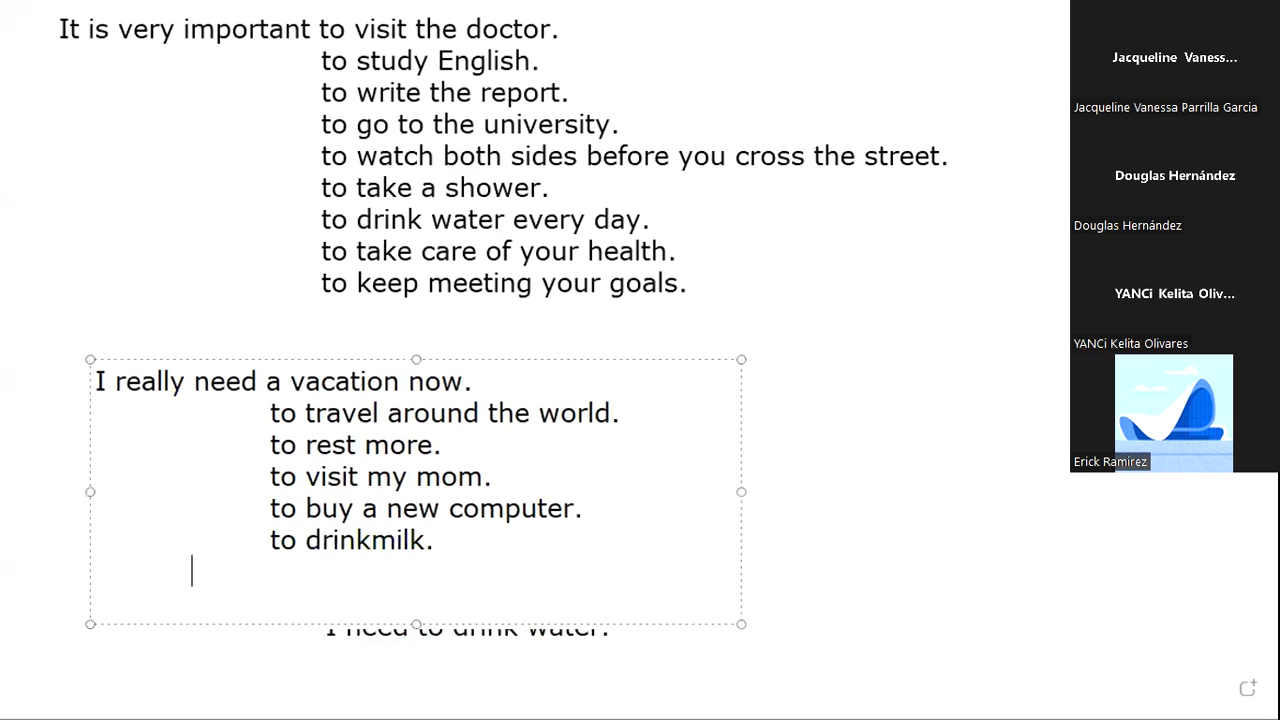 It is very important to visit the doctor.
to study English.
to write the report.
to go to the university.
to watch both sides before you cross the street.
to take a shower.
to drink water every day.
to take care of your health.
to keep meeting your goals.
I really need a vacation now.
to travel around the world.
to rest more.
to visit my mom.
to buy a new computer.
to drinkmilk.
I need to drink water.
Jacqueline Vaness...
Jacqueline Vanessa Parrilla Garcia
Douglas Hernández
Douglas Hernández
YANCi Kelita Oliv...
YANCi Kelita Olivares
Erick Ramirez